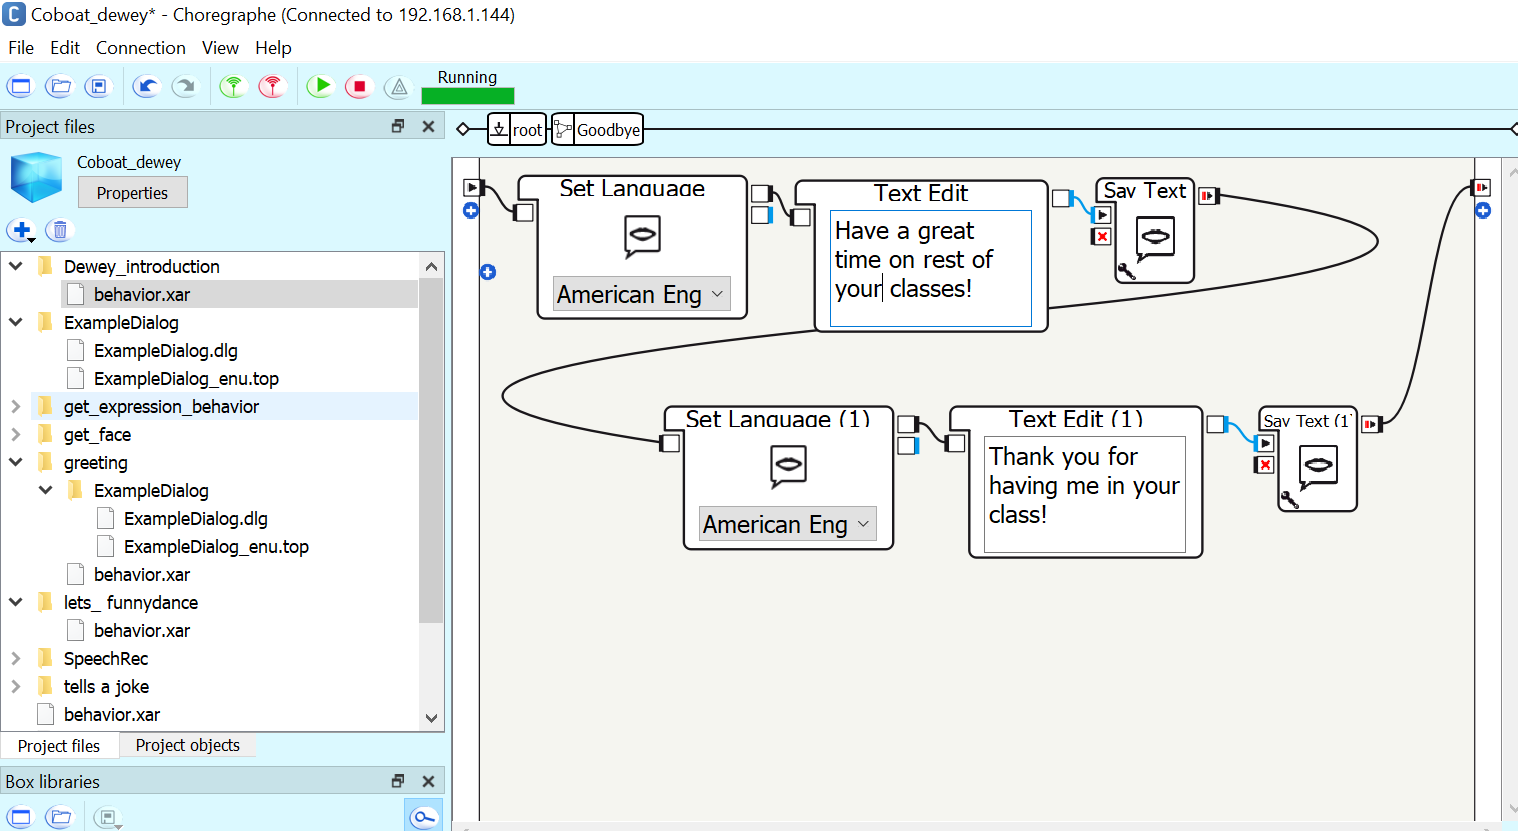 Coboat_dewey* - Choregraphe (Connected to 192.168.1.144)
File Edit Connection View Help
Running
Project files
Coboat_dewey
Properties
Dewey_introduction
behavior.xar
ExampleDialog
ExampleDialog.dlg
ExampleDialog_enu.top
get_expression_behavior
get_face
greeting
ExampleDialog
ExampleDialog.dlg
ExampleDialog_enu.top
behavior.xar
lets_ funnydance
behavior.xar
SpeechRec
tells a joke
behavior.xar
Project files Project objects
Box libraries
root Goodbye
Set Language
American Eng
Text Edit
Have a great
time on rest of
your classes!
Say Text
Set Language (1)
American Eng
Text Edit (1)
Thank you for
having me in your
class!
Say Text (1)